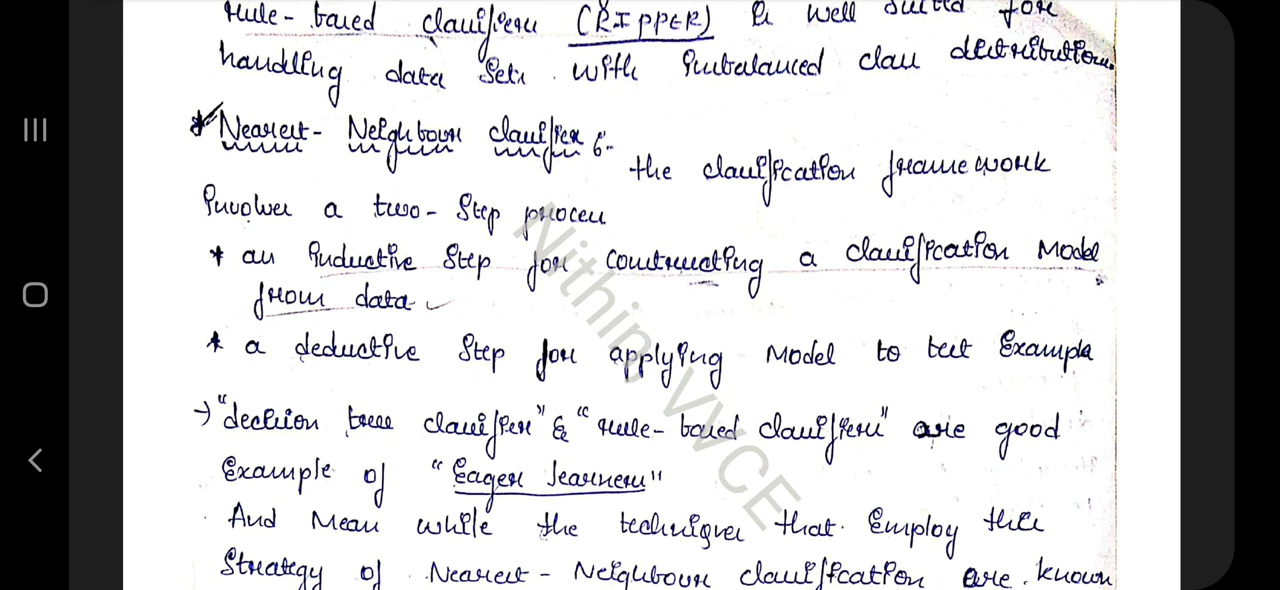 Rule-based classifiers (RIPPER) is well suited for
handling data sets with imbalanced class distributions.
* Nearest-Neighbour classifier :-
the classification framework
involves a two-step process
* an inductive step for constructing a classification Model
from data
* a deductive step for applying Model to test Example
→ "decision tree classifier" & "rule-based classifiers" are good
Example of "Eager learners"
And Mean while the techniques that Employ this
Strategy of Nearest-Neighbour classification are known
Nithin VVCE